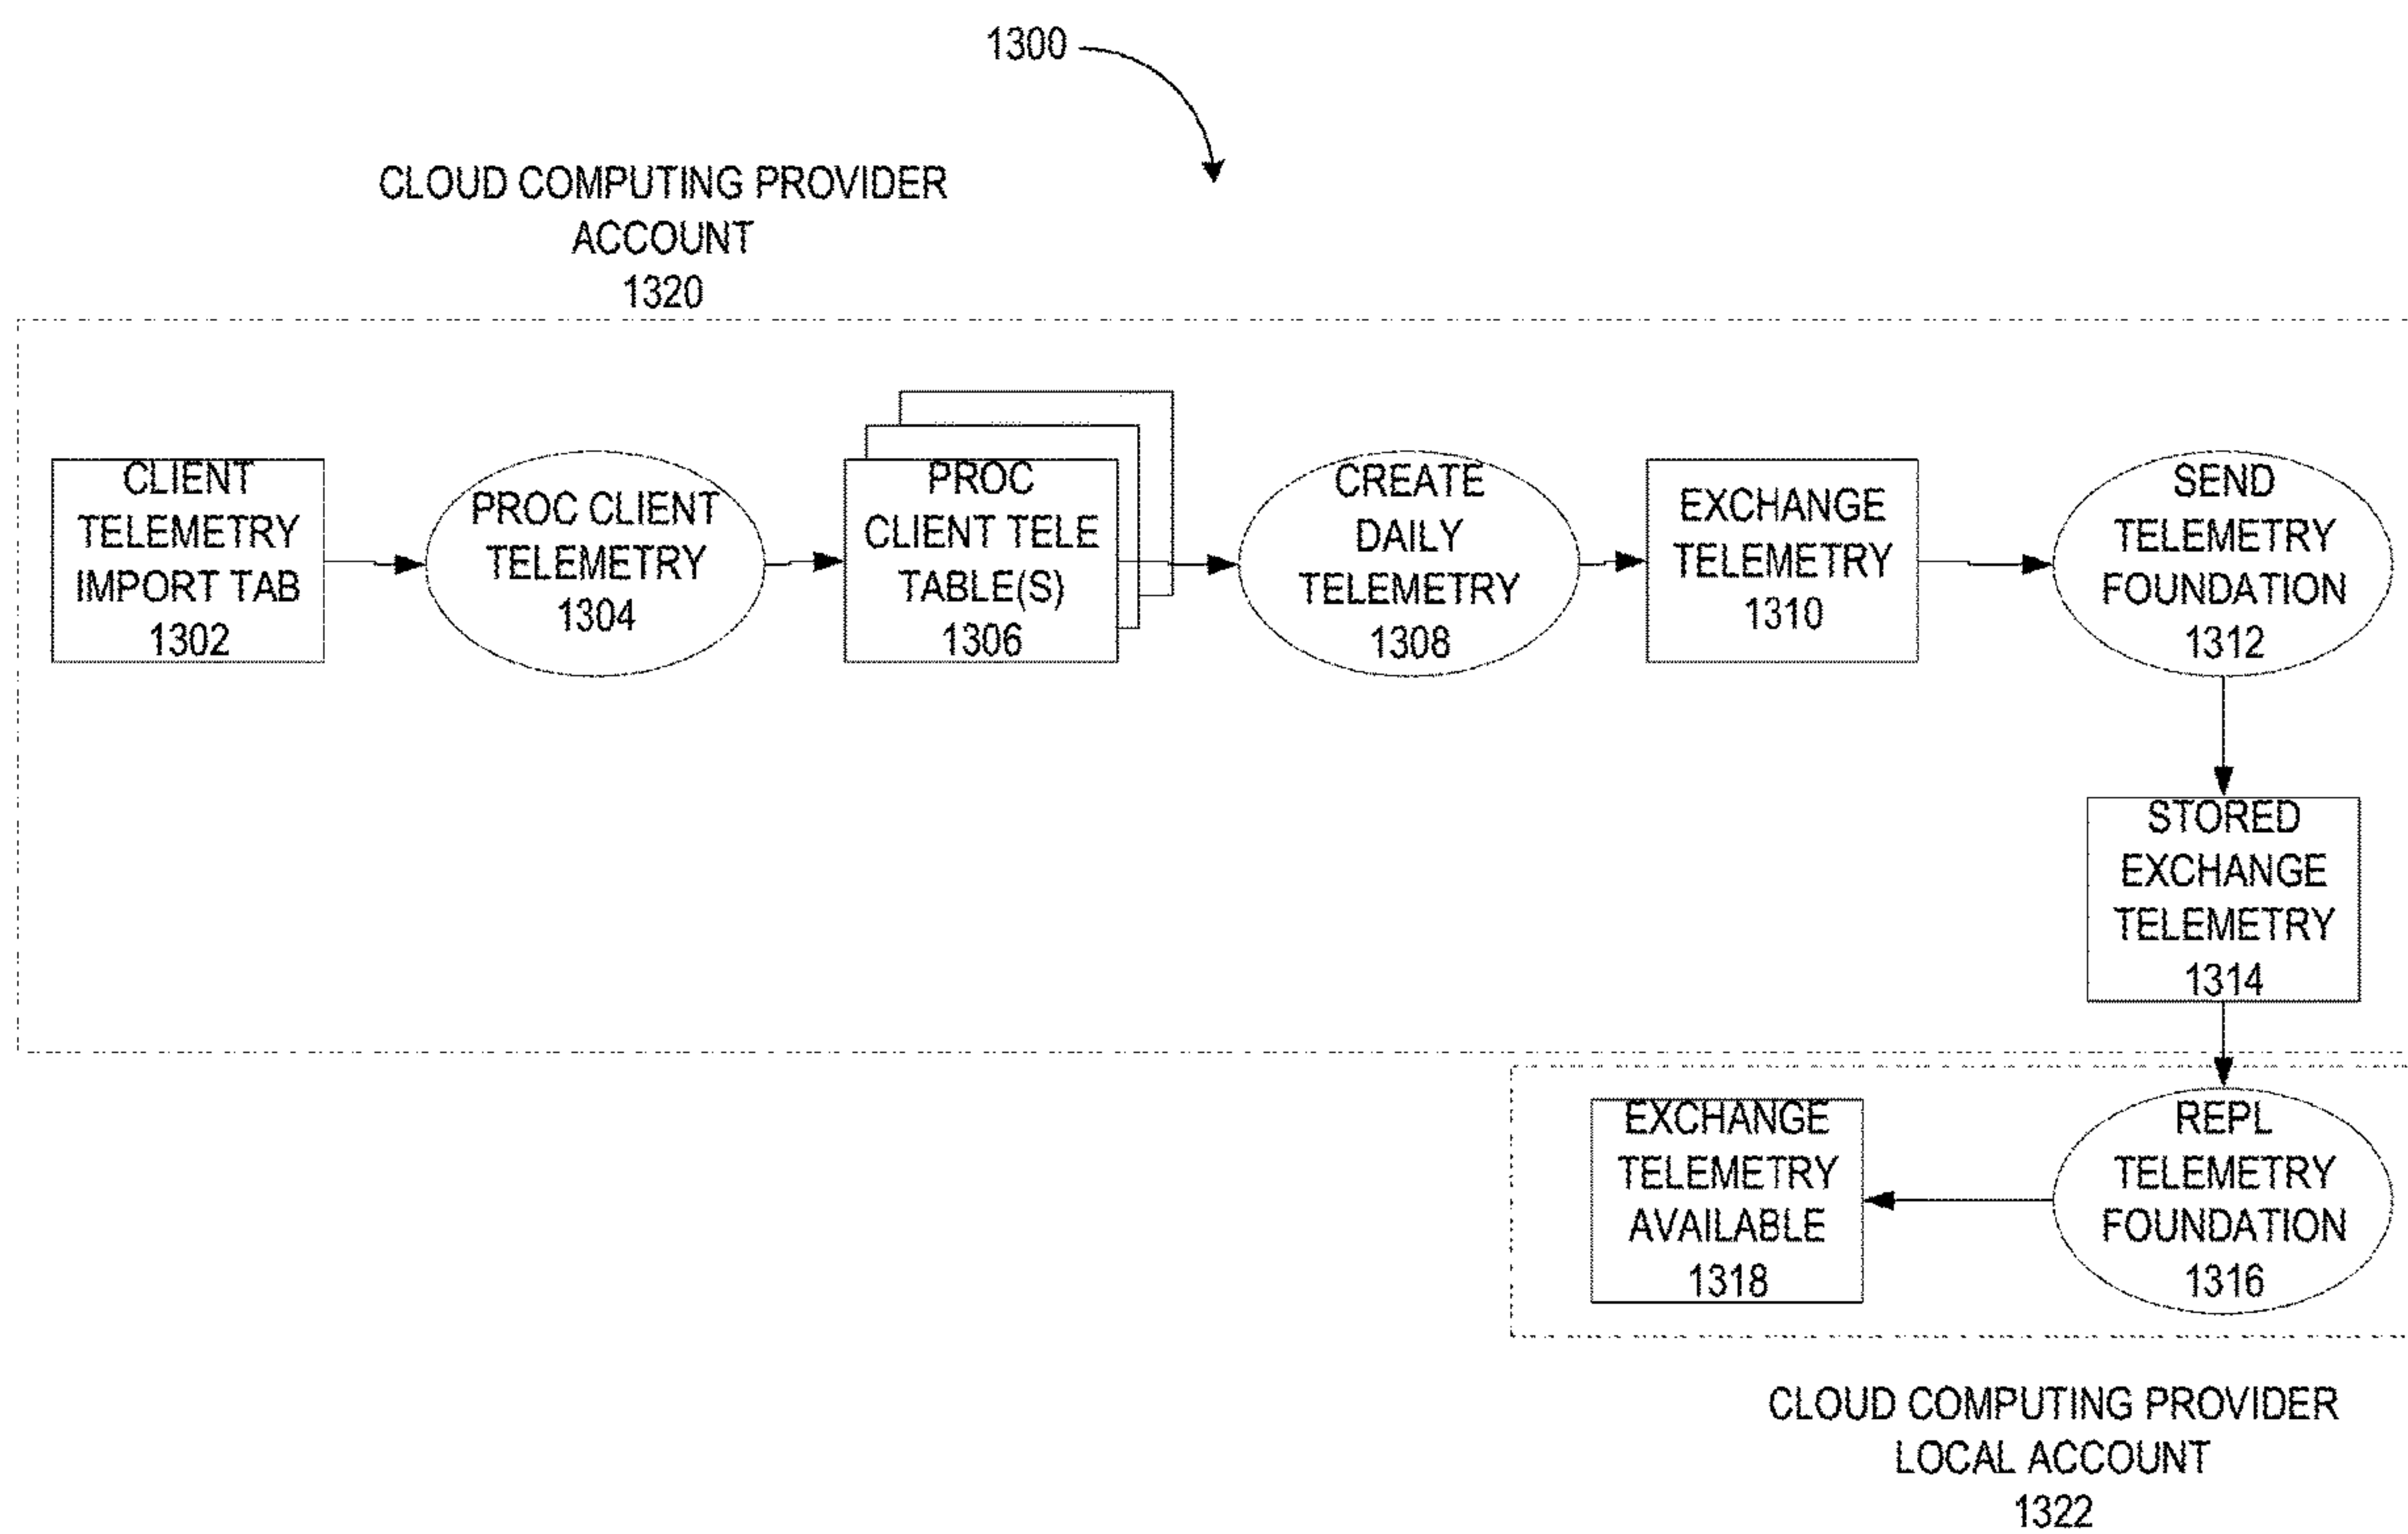 1300
CLOUD COMPUTING PROVIDER
ACCOUNT
1320
CLIENT
TELEMETRY
IMPORT TAB
1302
PROC CLIENT
TELEMETRY
1304
PROC
CLIENT TELE
TABLE(S)
1306
CREATE
DAILY
TELEMETRY
1308
EXCHANGE
TELEMETRY
1310
SEND
TELEMETRY
FOUNDATION
1312
STORED
EXCHANGE
TELEMETRY
1314
REPL
TELEMETRY
FOUNDATION
1316
EXCHANGE
TELEMETRY
AVAILABLE
1318
CLOUD COMPUTING PROVIDER
LOCAL ACCOUNT
1322